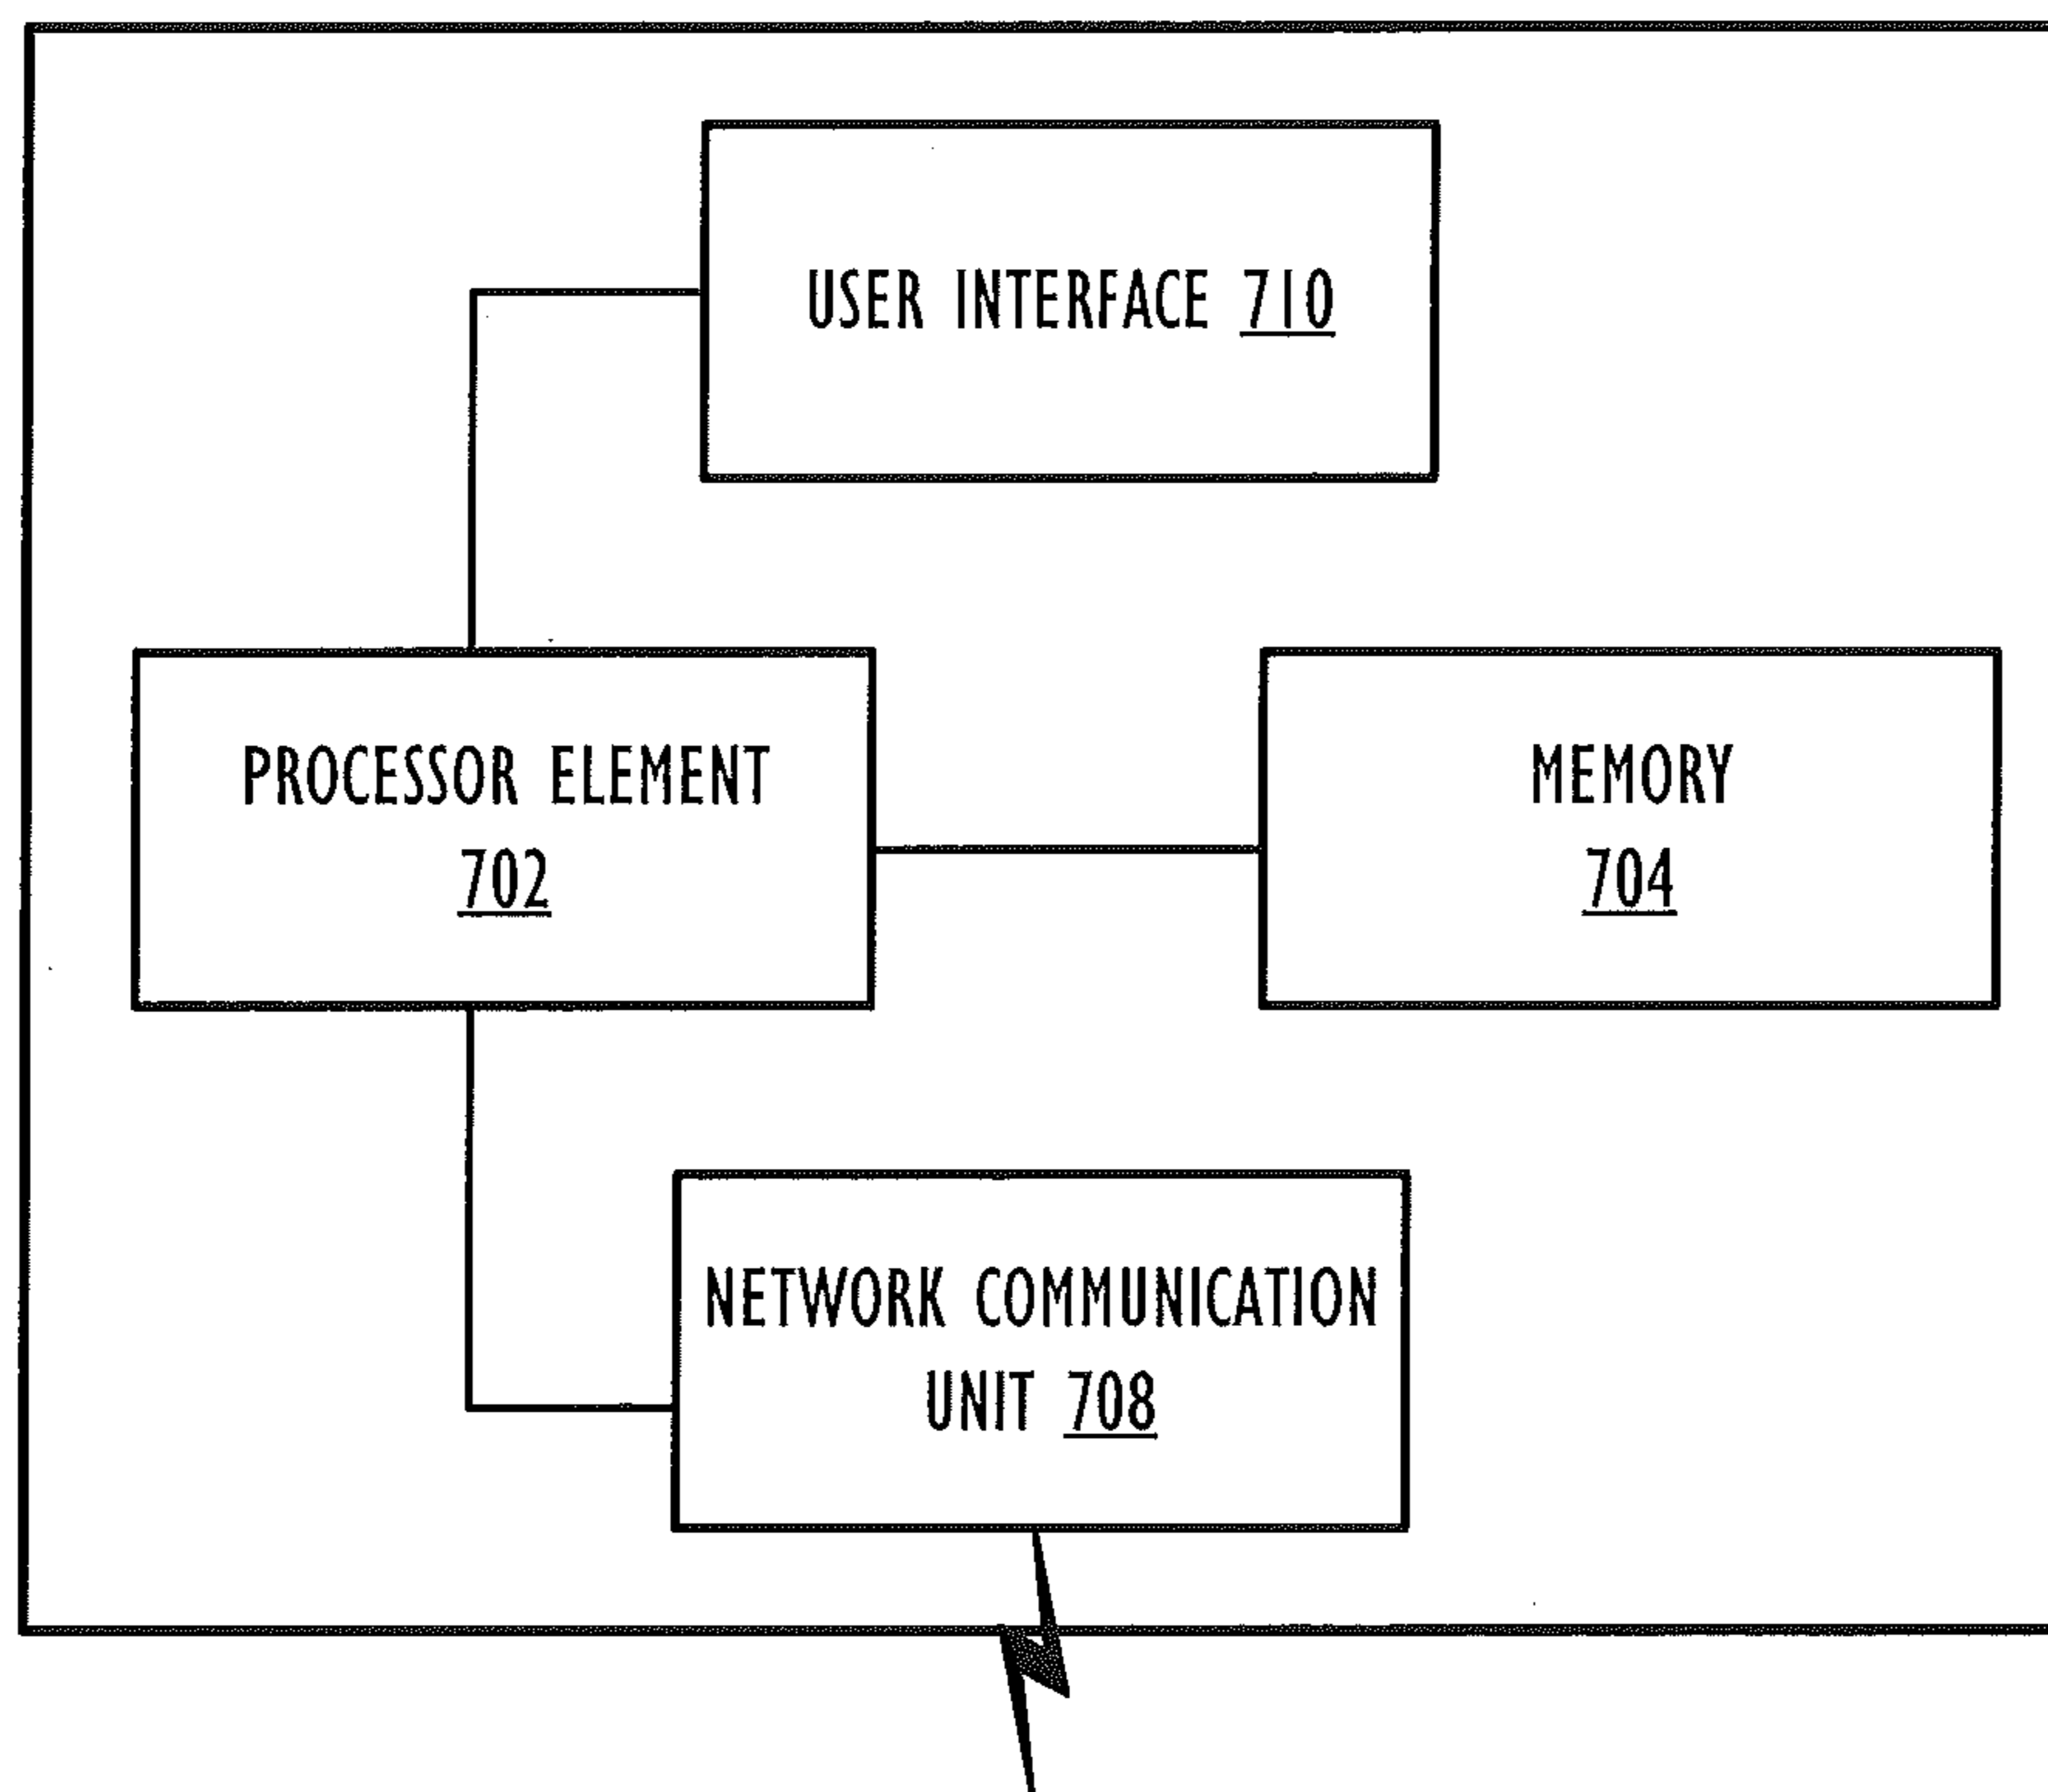 USER INTERFACE 710
PROCESSOR ELEMENT
702
MEMORY
704
NETWORK COMMUNICATION
UNIT 708